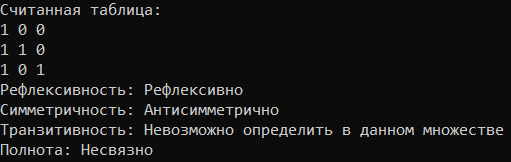 Считанная таблица:
1 0 0
1 1 0
1 0 1
Рефлексивность: Рефлексивно
Симметричность: Антисимметрично
Транзитивность: Невозможно определить в данном множестве
Полнота: Несвязно